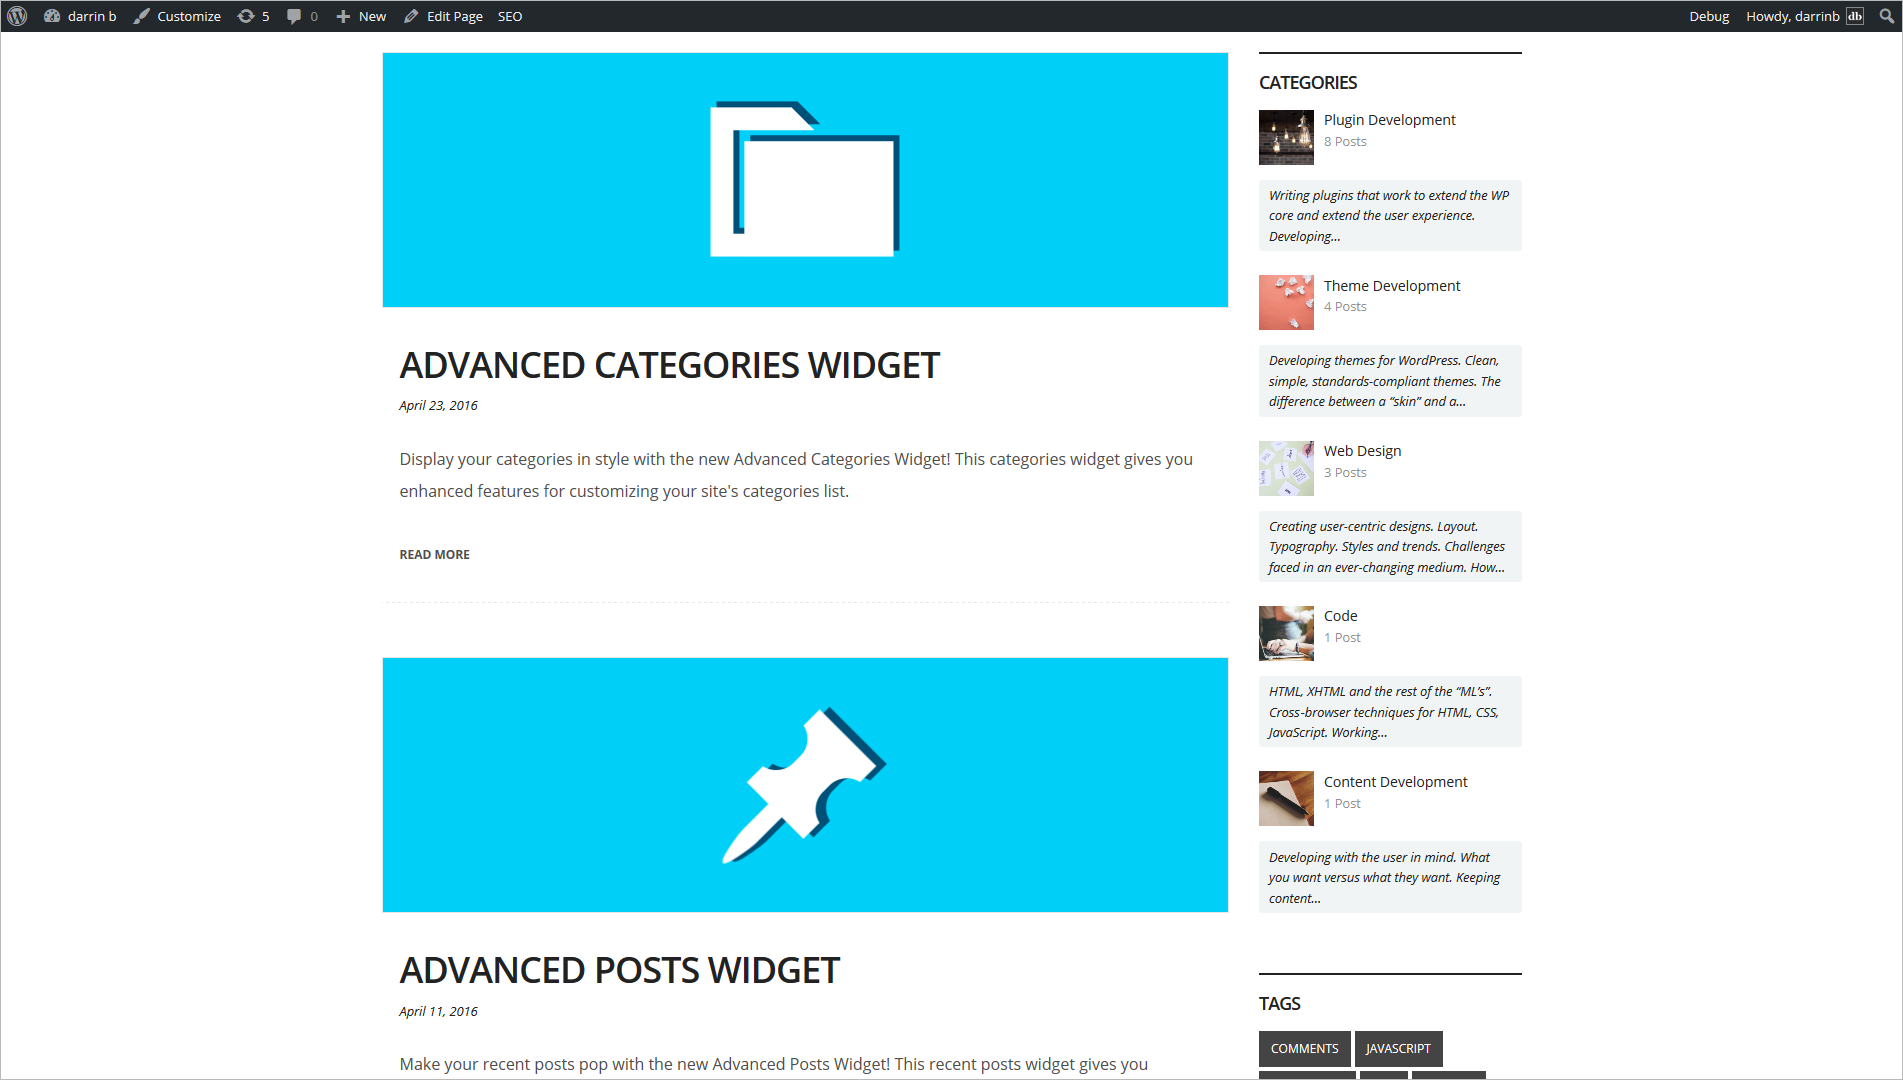 darrin b Customize 5 0 New Edit Page SEO Debug Howdy, darrinb db
ADVANCED CATEGORIES WIDGET
April 23, 2016
Display your categories in style with the new Advanced Categories Widget! This categories widget gives you
enhanced features for customizing your site's categories list.
READ MORE
ADVANCED POSTS WIDGET
April 11, 2016
Make your recent posts pop with the new Advanced Posts Widget! This recent posts widget gives you
CATEGORIES
Plugin Development
8 Posts
Writing plugins that work to extend the WP
core and extend the user experience.
Developing…
Theme Development
4 Posts
Developing themes for WordPress. Clean,
simple, standards-compliant themes. The
difference between a “skin” and a…
Web Design
3 Posts
Creating user-centric designs. Layout.
Typography. Styles and trends. Challenges
faced in an ever-changing medium. How…
Code
1 Post
HTML, XHTML and the rest of the “ML’s”.
Cross-browser techniques for HTML, CSS,
JavaScript. Working…
Content Development
1 Post
Developing with the user in mind. What
you want versus what they want. Keeping
content…
TAGS
COMMENTS JAVASCRIPT